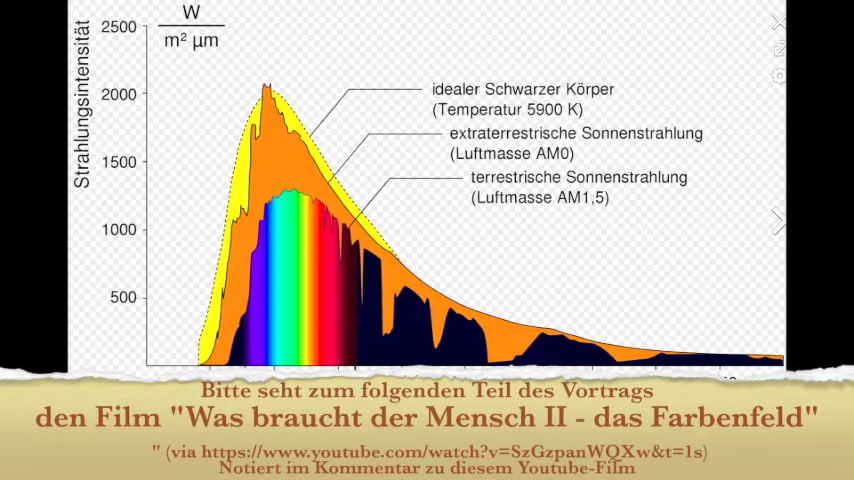 W
m² µm
Strahlungsintensität
2500
2000
1500
1000
500
idealer Schwarzer Körper
(Temperatur 5900 K)
extraterrestrische Sonnenstrahlung
(Luftmasse AM0)
terrestrische Sonnenstrahlung
(Luftmasse AM1,5)
Bitte seht zum folgenden Teil des Vortrags
den Film "Was braucht der Mensch II - das Farbenfeld"
" (via https://www.youtube.com/watch?v=SzGzpanWQXw&t=1s)
Notiert im Kommentar zu diesem Youtube-Film